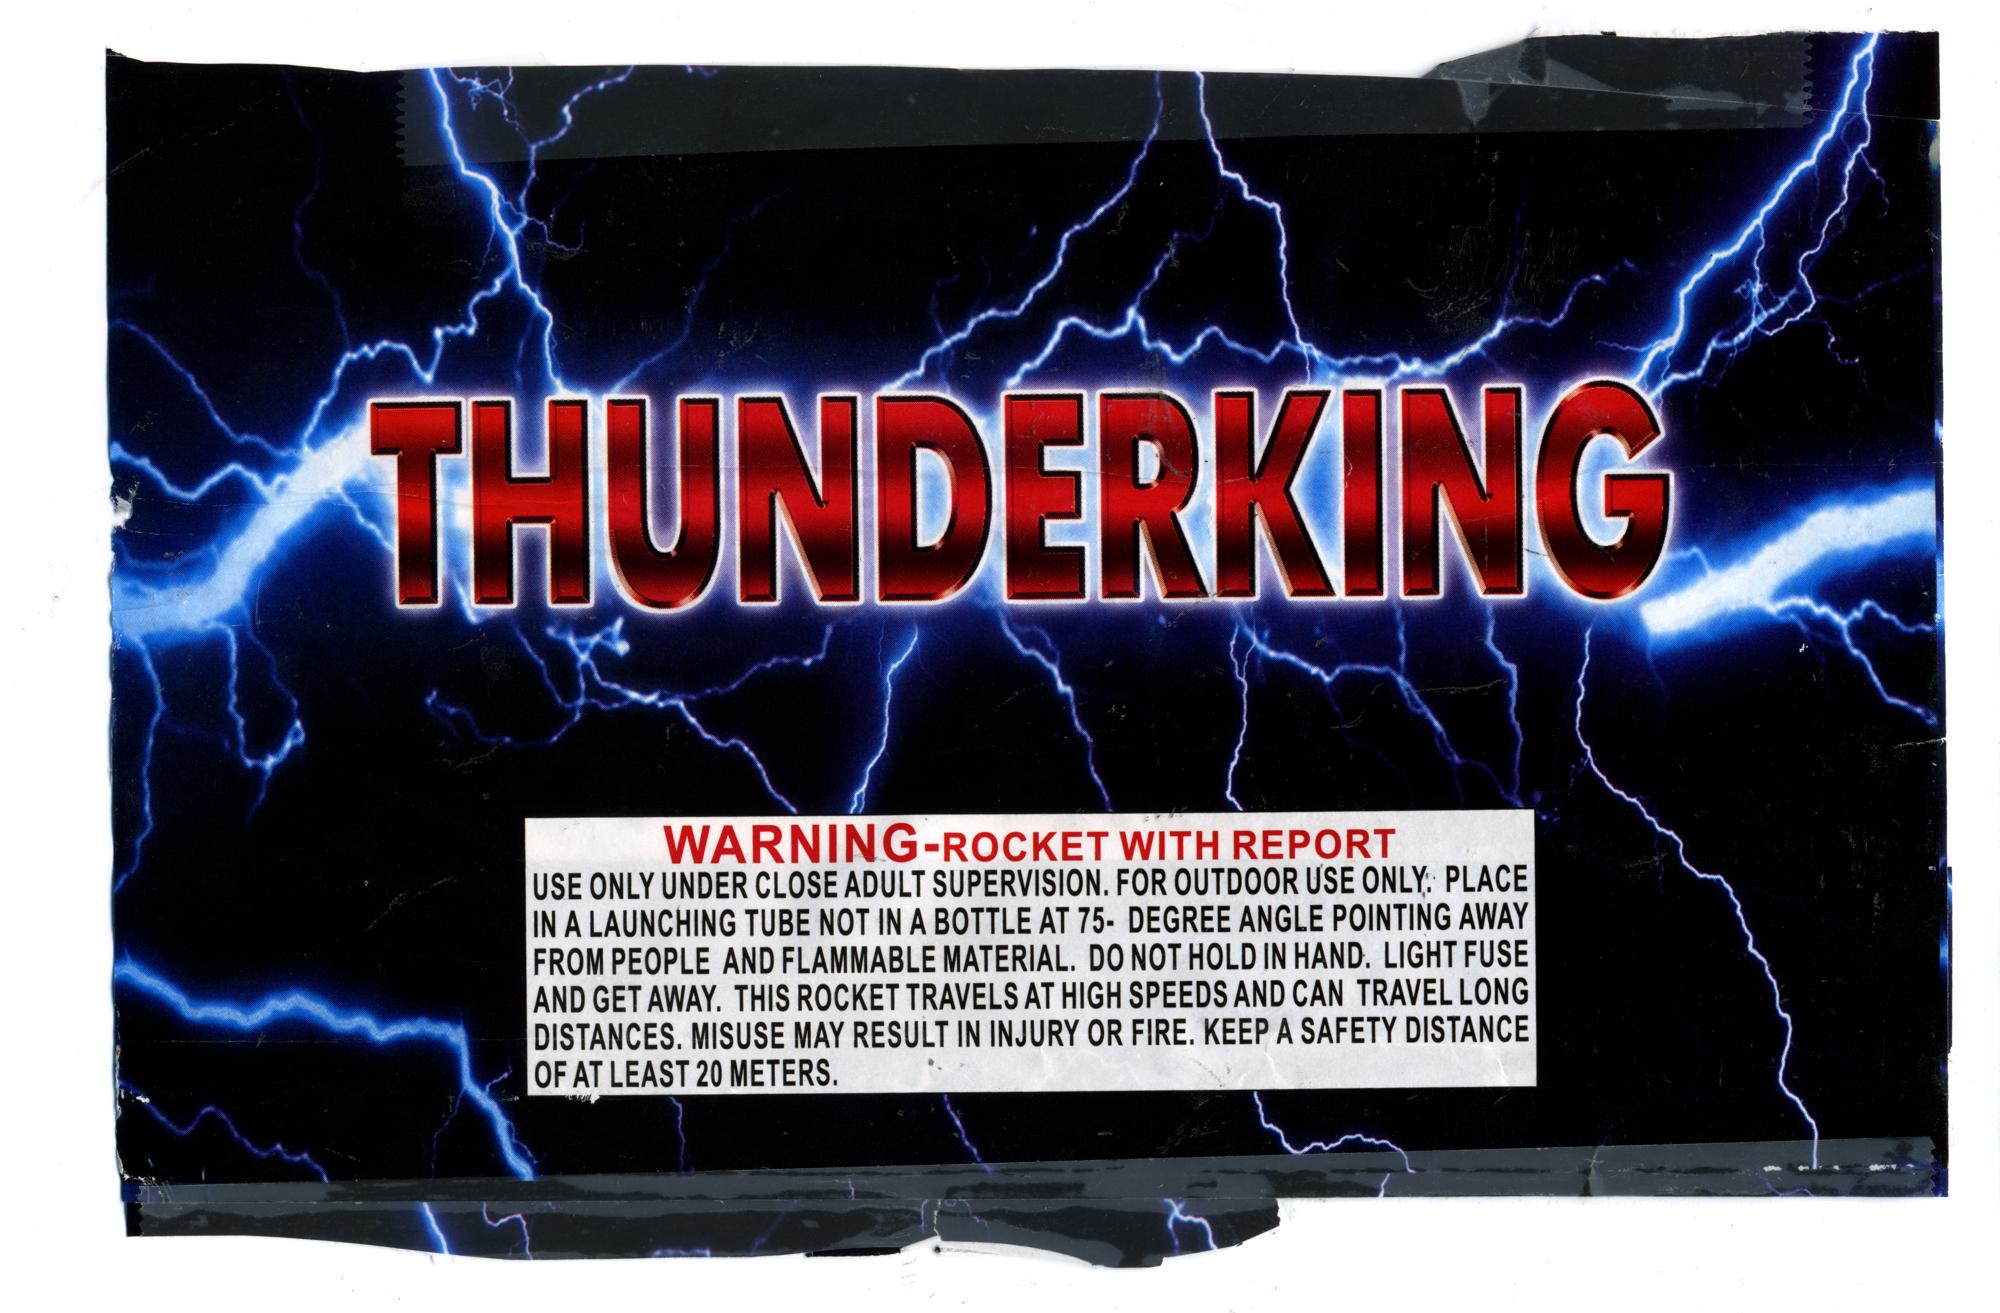 THUNDERKING
WARNING-ROCKET WITH REPORT
USE ONLY UNDER CLOSE ADULT SUPERVISION. FOR OUTDOOR USE ONLY. PLACE
IN A LAUNCHING TUBE NOT IN A BOTTLE AT 75- DEGREE ANGLE POINTING AWAY
FROM PEOPLE AND FLAMMABLE MATERIAL. DO NOT HOLD IN HAND. LIGHT FUSE
AND GET AWAY. THIS ROCKET TRAVELS AT HIGH SPEEDS AND CAN TRAVEL LONG
DISTANCES. MISUSE MAY RESULT IN INJURY OR FIRE. KEEP A SAFETY DISTANCE
OF AT LEAST 20 METERS.